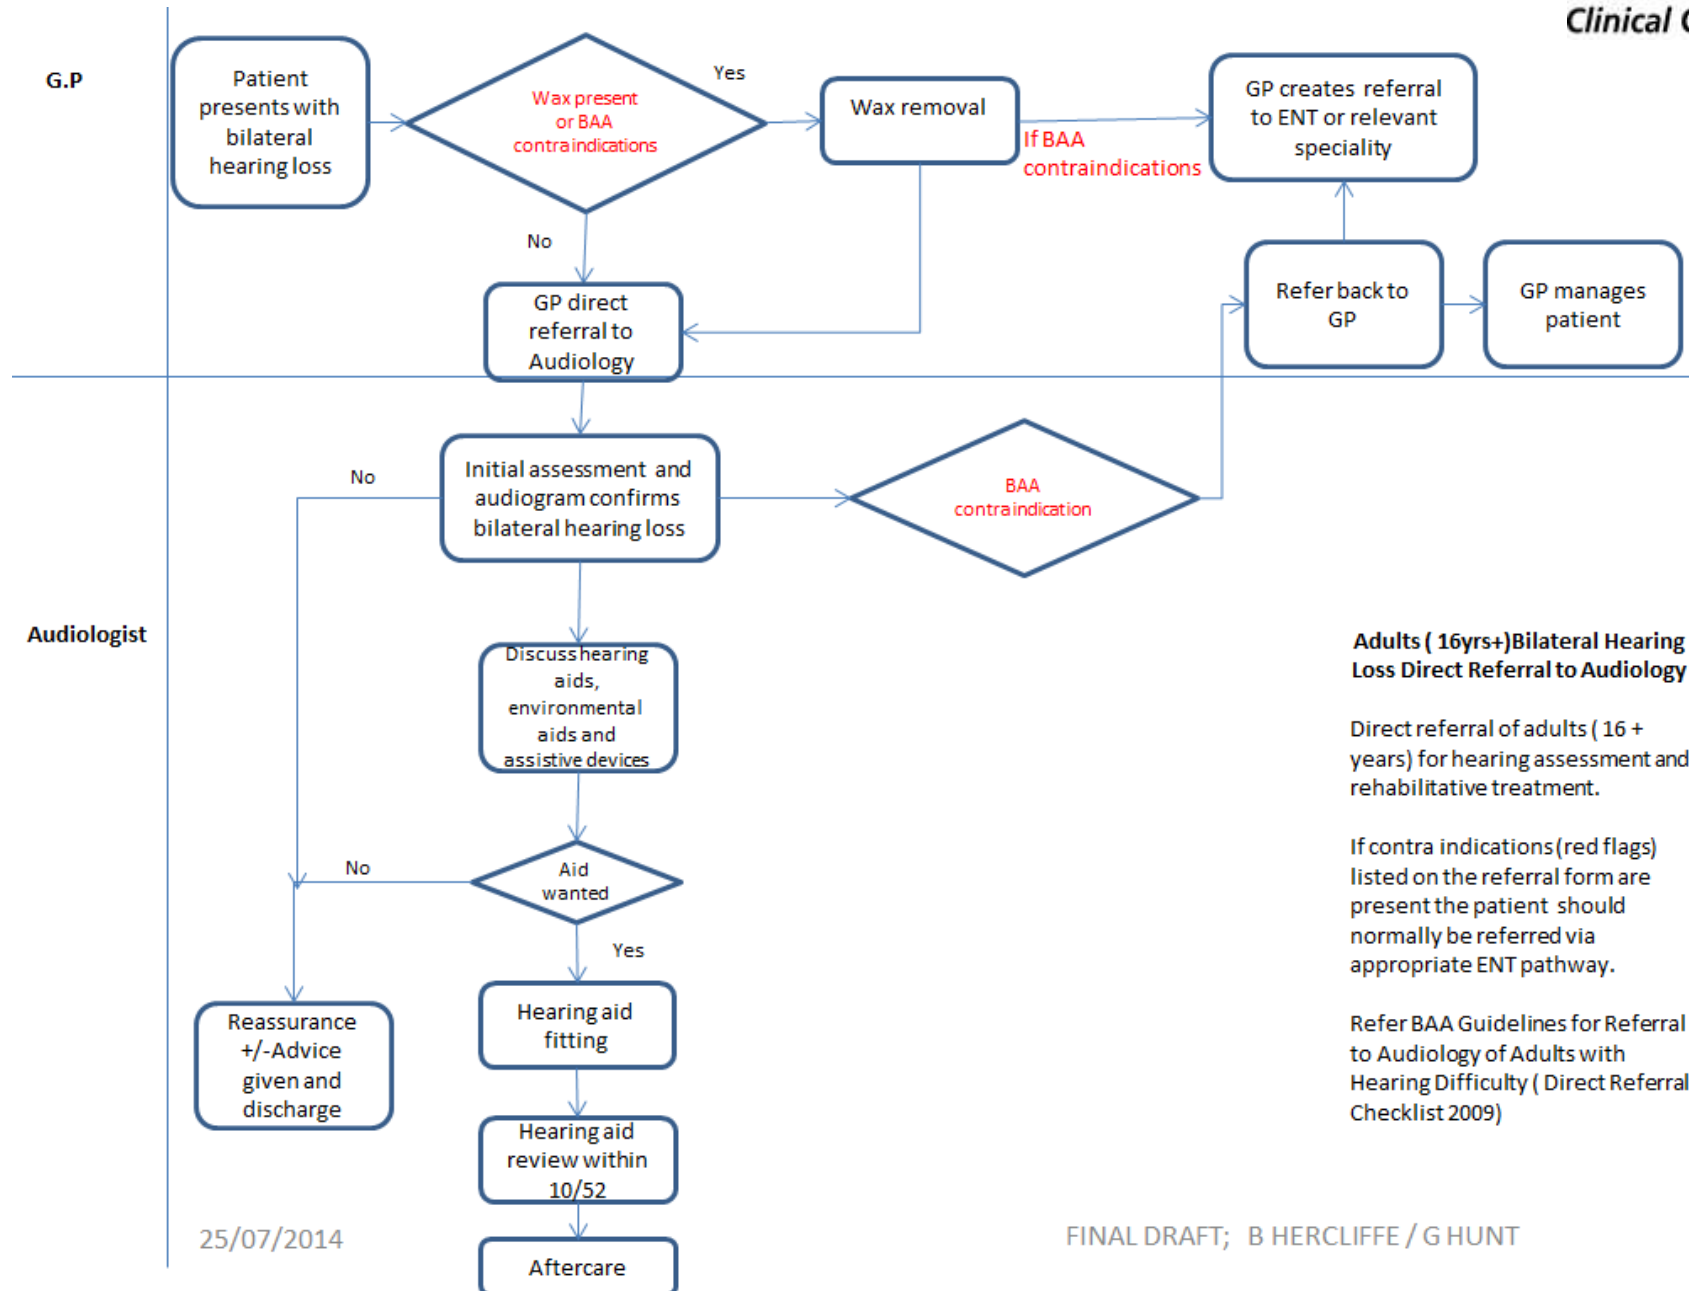 Clinical C
G.P
Patient
presents with
bilateral
hearing loss
Wax present
or BAA
contraindications
Yes
Wax removal
If BAA
contraindications
GP creates referral
to ENT or relevant
speciality
No
GP direct
referral to
Audiology
Refer back to
GP
GP manages
patient
Audiologist
No
Initial assessment and
audiogram confirms
bilateral hearing loss
BAA
contraindication
Discuss hearing
aids,
environmental
aids and
assistive devices
No
Aid
wanted
Yes
Hearing aid
fitting
Reassurance
+/-Advice
given and
discharge
Hearing aid
review within
10/52
Aftercare
Adults ( 16yrs+)Bilateral Hearing
Loss Direct Referral to Audiology
Direct referral of adults ( 16 +
years) for hearing assessment and
rehabilitative treatment.
If contra indications (red flags)
listed on the referral form are
present the patient should
normally be referred via
appropriate ENT pathway.
Refer BAA Guidelines for Referral
to Audiology of Adults with
Hearing Difficulty ( Direct Referral
Checklist 2009)
25/07/2014
FINAL DRAFT; B HERCLIFFE / G HUNT